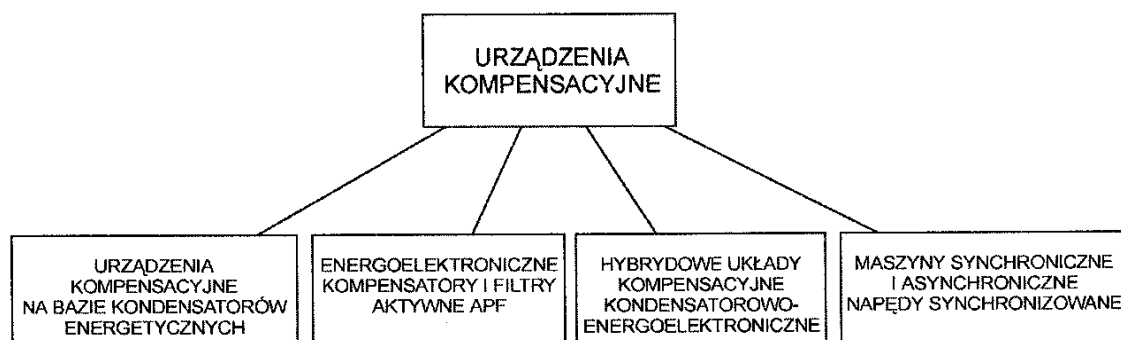 URZĄDZENIA
KOMPENSACYJNE
URZĄDZENIA
KOMPENSACYJNE
NA BAZIE KONDENSATORÓW
ENERGETYCZNYCH
ENERGOELEKTRONICZNE
KOMPENSATORY I FILTRY
AKTYWNE APF
HYBRYDOWE UKŁADY
KOMPENSACYJNE
KONDENSATOROWO-
ENERGOELEKTRONICZNE
MASZYNY SYNCHRONICZNE
I ASYNCHRONICZNE
NAPĘDY SYNCHRONIZOWANE